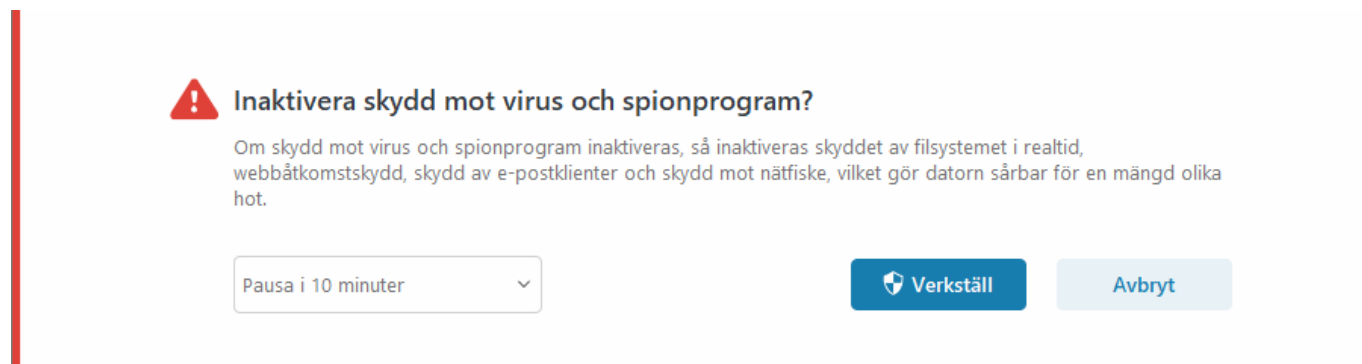 Inaktivera skydd mot virus och spionprogram?
Om skydd mot virus och spionprogram inaktiveras, så inaktiveras skyddet av filsystemet i realtid,
webbåtkomstskydd, skydd av e-postklienter och skydd mot nätfiske, vilket gör datorn sårbar för en mängd olika
hot.
Pausa i 10 minuter
Verkställ
Avbryt